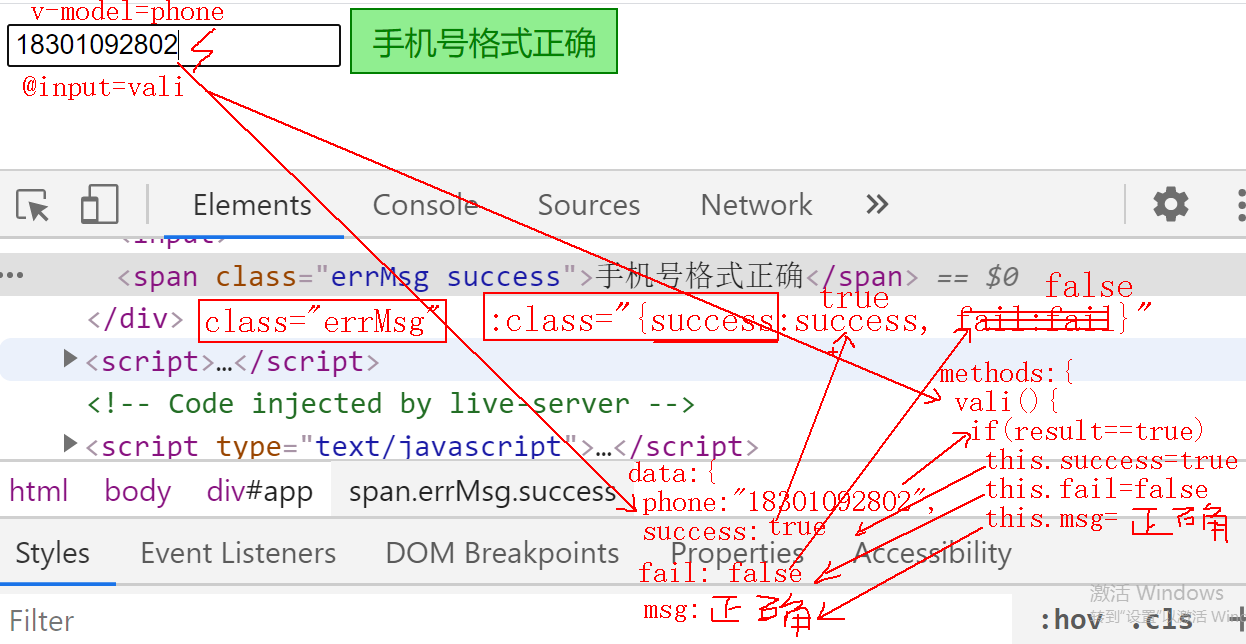 v-model=phone
18301092802
手机号格式正确
@input=vali
Elements
Console
Sources
Network
»
<input>
<span class="errMsg success">手机号格式正确</span> == $0
true
false
</div>
class="errMsg"
:class="{success:success, fail:fail}"
<script>…</script>
methods:{
vali(){
<!-- Code injected by live-server -->
if(result==true)
<script type="text/javascript">…</script>
this.success=true
data:{
html
body
div#app
span.errMsg.success
phone:"18301092802",
this.fail=false
this.msg=正确
success:true
Styles
Event Listeners
DOM Breakpoints
Properties
Accessibility
fail: false
msg:正确
激活 Windows
转到"设置"以激活 Win
Filter
:hov
.cls
+